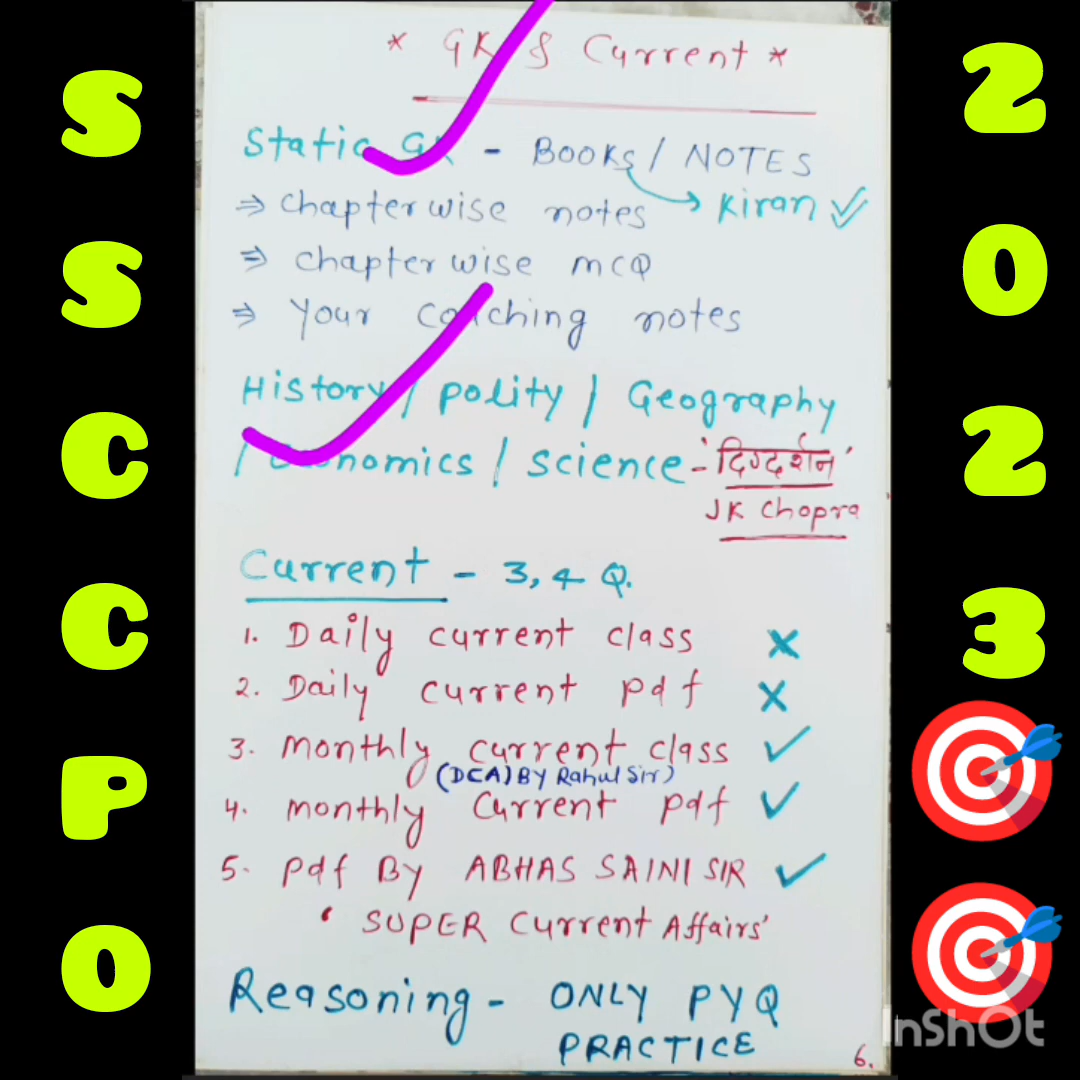 SSC CPO
2023
* GK & Current *
Static GK - Books / NOTES
⇒ chapterwise notes → Kiran ✓
⇒ chapterwise mcQ
⇒ Your coaching notes
History / polity / Geography
/ Economics / science - 'दिग्दर्शन'
JK Chopra
Current - 3, 4 Q.
1. Daily current class ✗
2. Daily current pdf ✗
3. monthly current class ✓
(DCA) BY Rahul Sir)
4. monthly current pdf ✓
5. pdf By ABHAS SAINI SIR ✓
' SUPER Current Affairs'
Reasoning - ONLY PYQ
PRACTICE
6.
InShOt